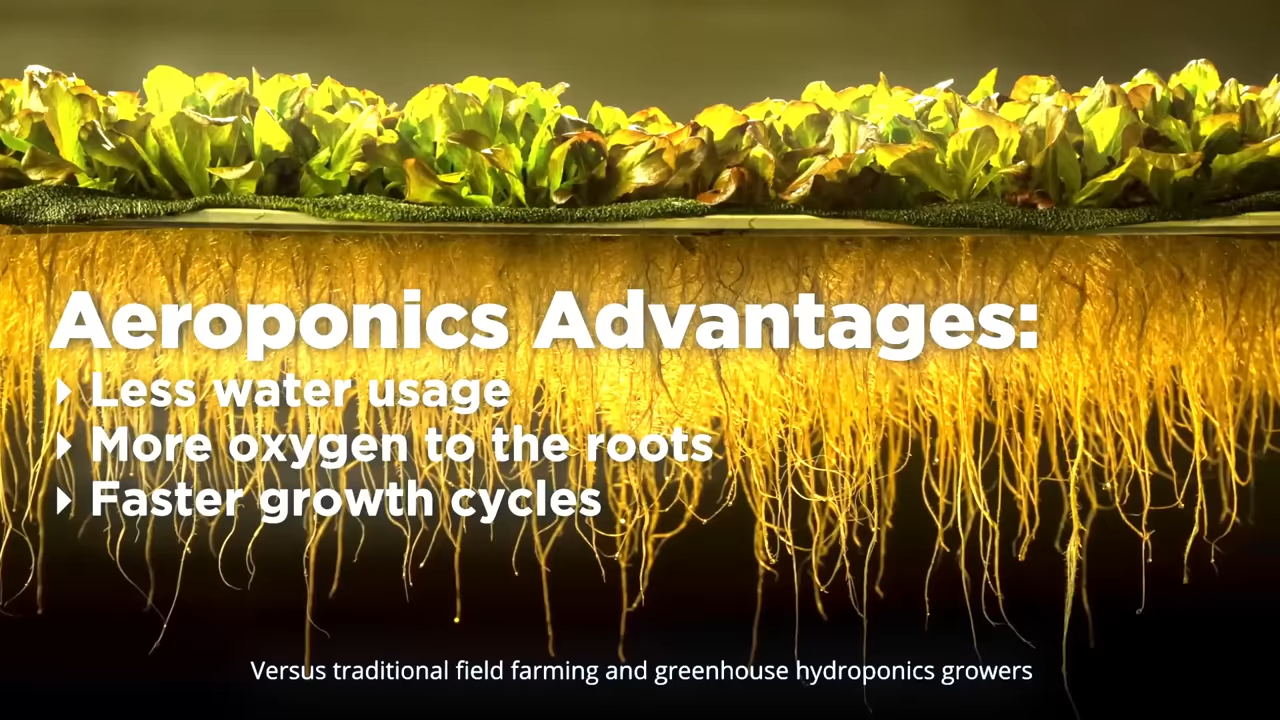 Aeroponics Advantages:
Less water usage
More oxygen to the roots
Faster growth cycles
Versus traditional field farming and greenhouse hydroponics growers